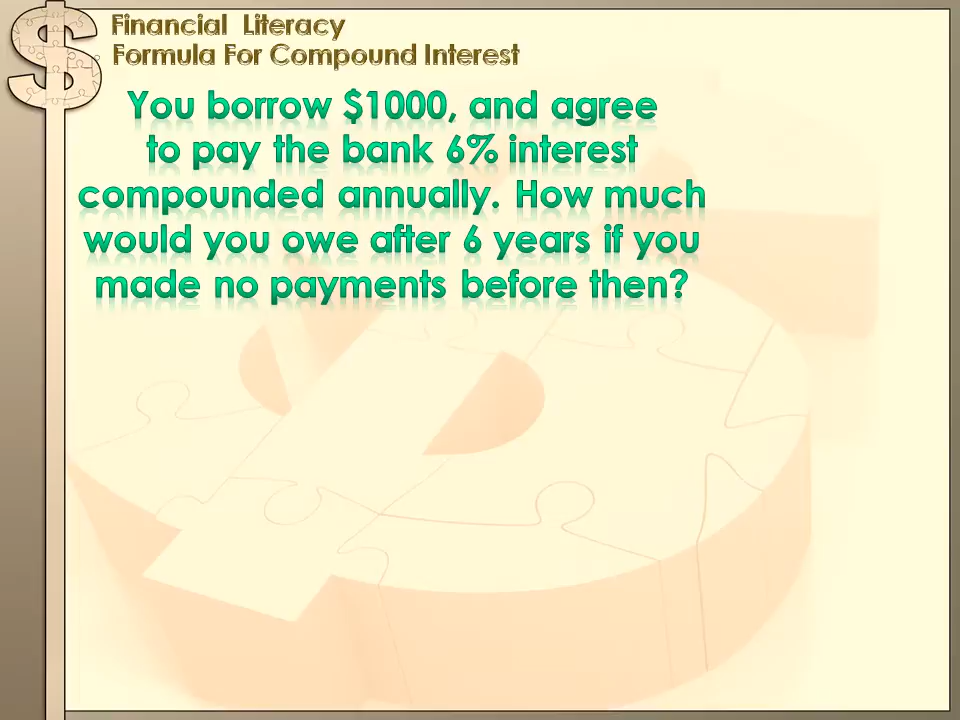 Financial Literacy
Formula For Compound Interest
You borrow $1000, and agree
to pay the bank 6% interest
compounded annually. How much
would you owe after 6 years if you
made no payments before then?